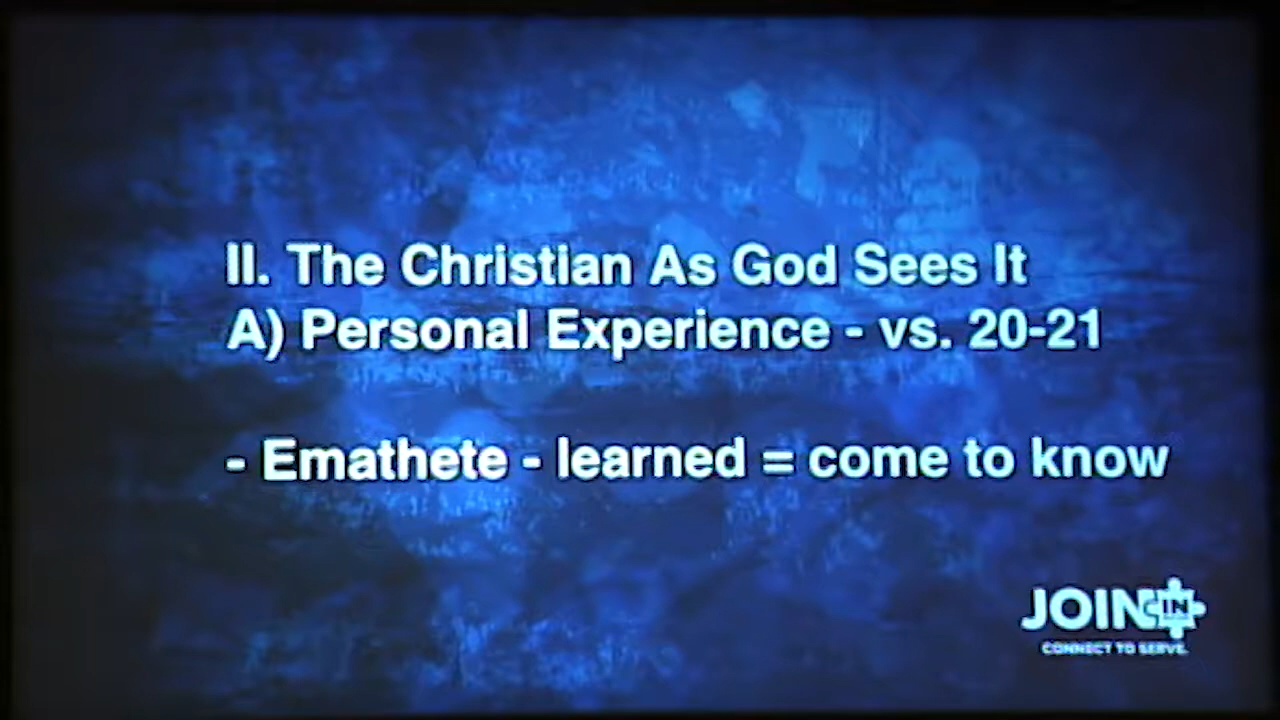 II. The Christian As God Sees It
A) Personal Experience - vs. 20-21
- Emathete - learned = come to know
JOIN IN
CONNECT TO SERVE.